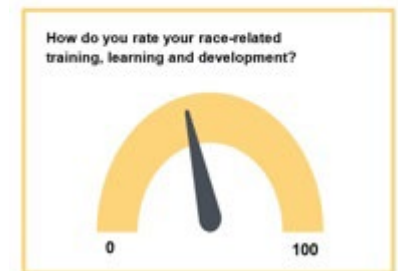 How do you rate your race-related
training, learning and development?
0
100